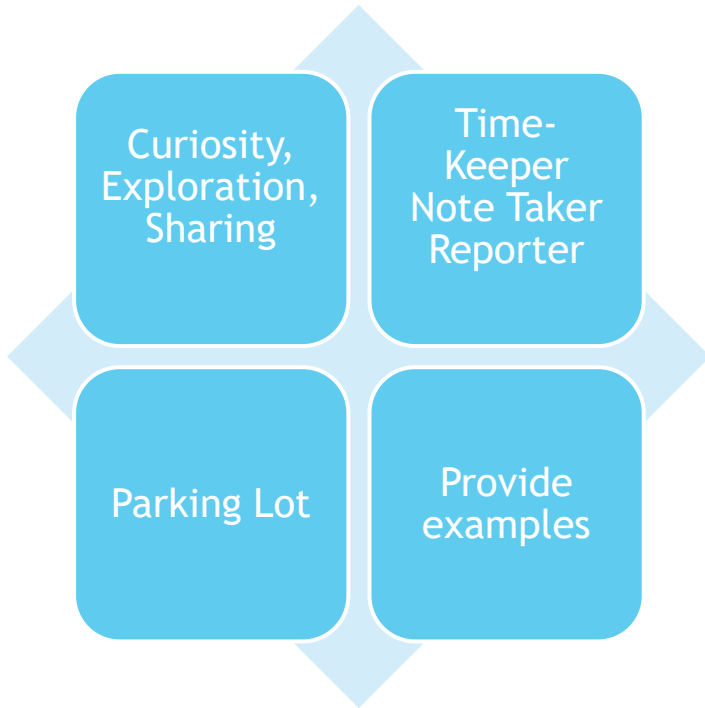 Curiosity,
Exploration,
Sharing
Time-
Keeper
Note Taker
Reporter
Parking Lot
Provide
examples